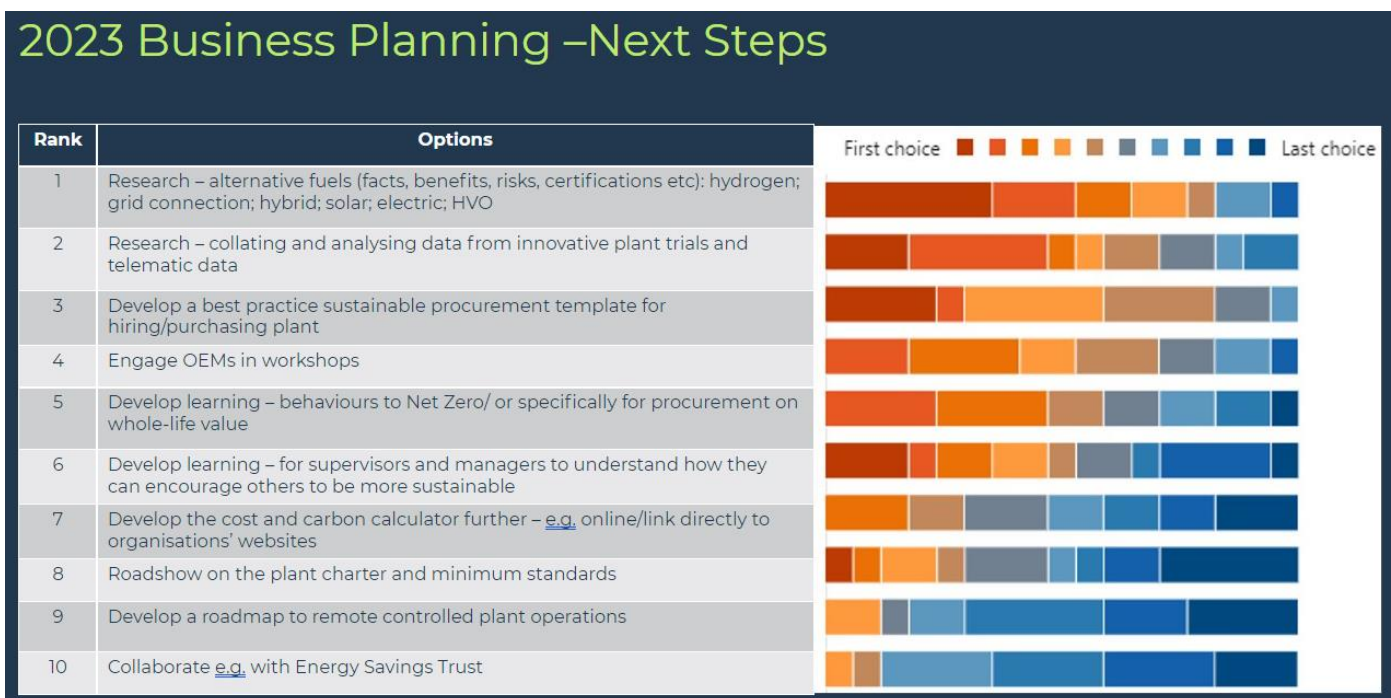 2023 Business Planning –Next Steps
Rank Options
First choice Last choice
1 Research – alternative fuels (facts, benefits, risks, certifications etc): hydrogen;
grid connection; hybrid; solar; electric; HVO
2 Research – collating and analysing data from innovative plant trials and
telematic data
3 Develop a best practice sustainable procurement template for
hiring/purchasing plant
4 Engage OEMs in workshops
5 Develop learning – behaviours to Net Zero/ or specifically for procurement on
whole-life value
6 Develop learning – for supervisors and managers to understand how they
can encourage others to be more sustainable
7 Develop the cost and carbon calculator further – e.g. online/link directly to
organisations’ websites
8 Roadshow on the plant charter and minimum standards
9 Develop a roadmap to remote controlled plant operations
10 Collaborate e.g. with Energy Savings Trust